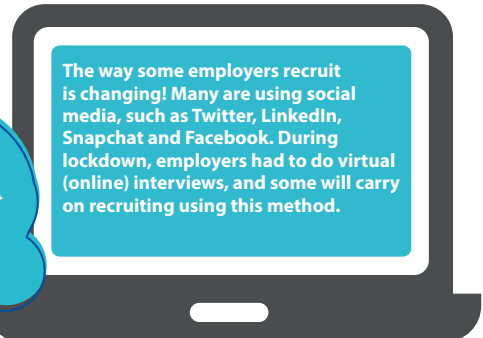 The way some employers recruit
is changing! Many are using social
media, such as Twitter, LinkedIn,
Snapchat and Facebook. During
lockdown, employers had to do virtual
(online) interviews, and some will carry
on recruiting using this method.